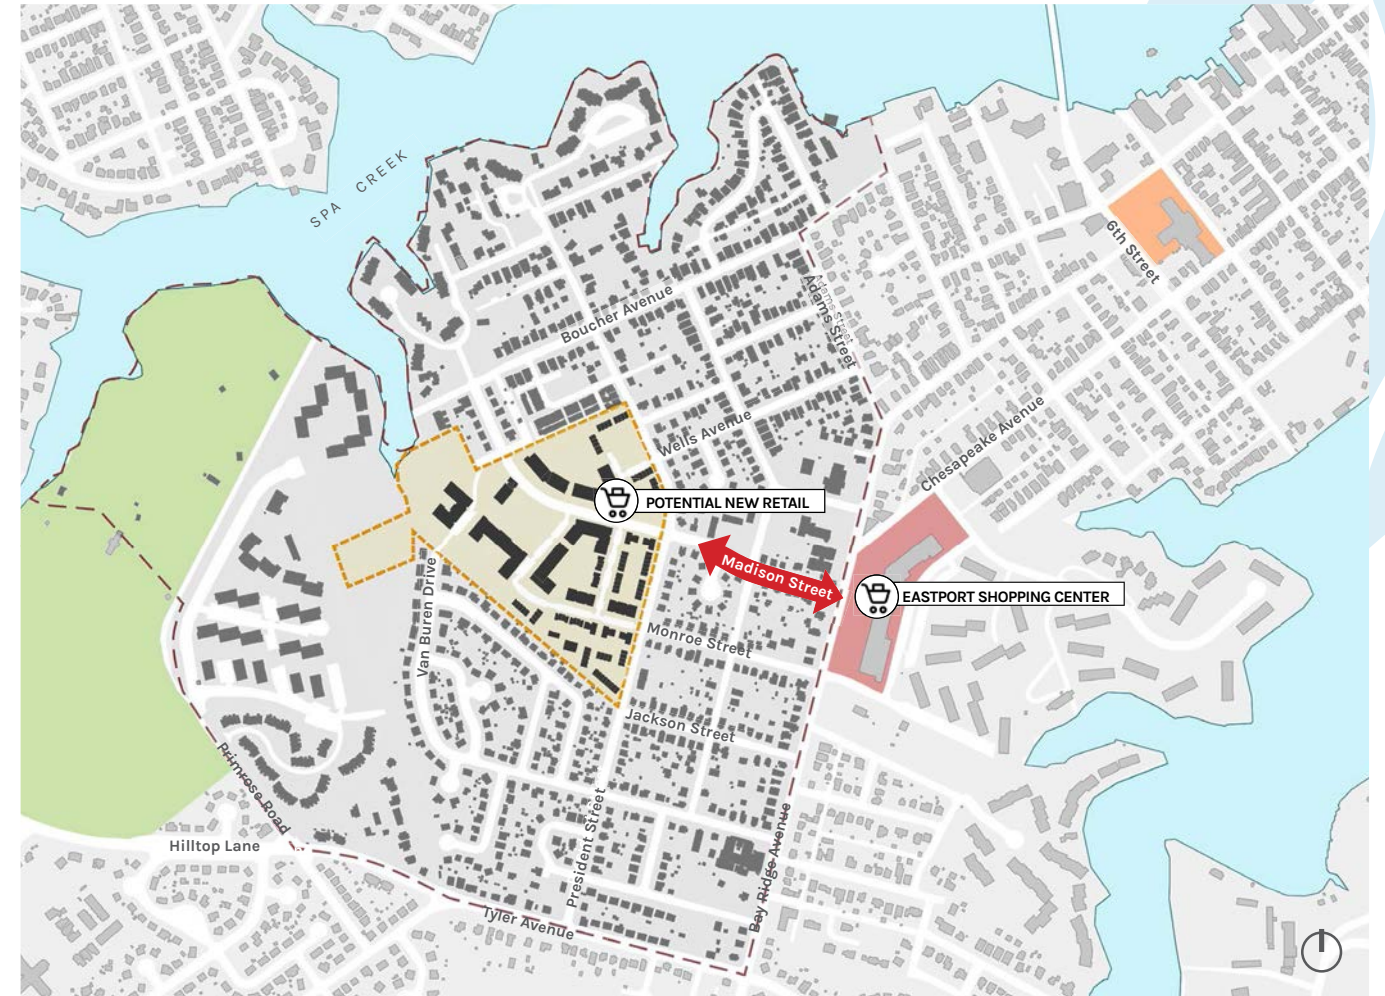 SPA CREEK
6th Street
Adams Street
Adams Street
Boucher Avenue
Chesapeake Avenue
Wells Avenue
POTENTIAL NEW RETAIL
Madison Street
EASTPORT SHOPPING CENTER
Van Buren Drive
Monroe Street
Jackson Street
Primrose Road
Hilltop Lane
President Street
Bay Ridge Avenue
Tyler Avenue